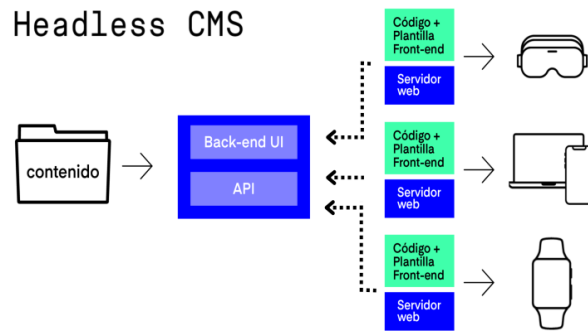 Headless CMS
Código +
Plantilla
Front-end
Servidor
web
contenido
Back-end UI
API
Código +
Plantilla
Front-end
Servidor
web
Código +
Plantilla
Front-end
Servidor
web